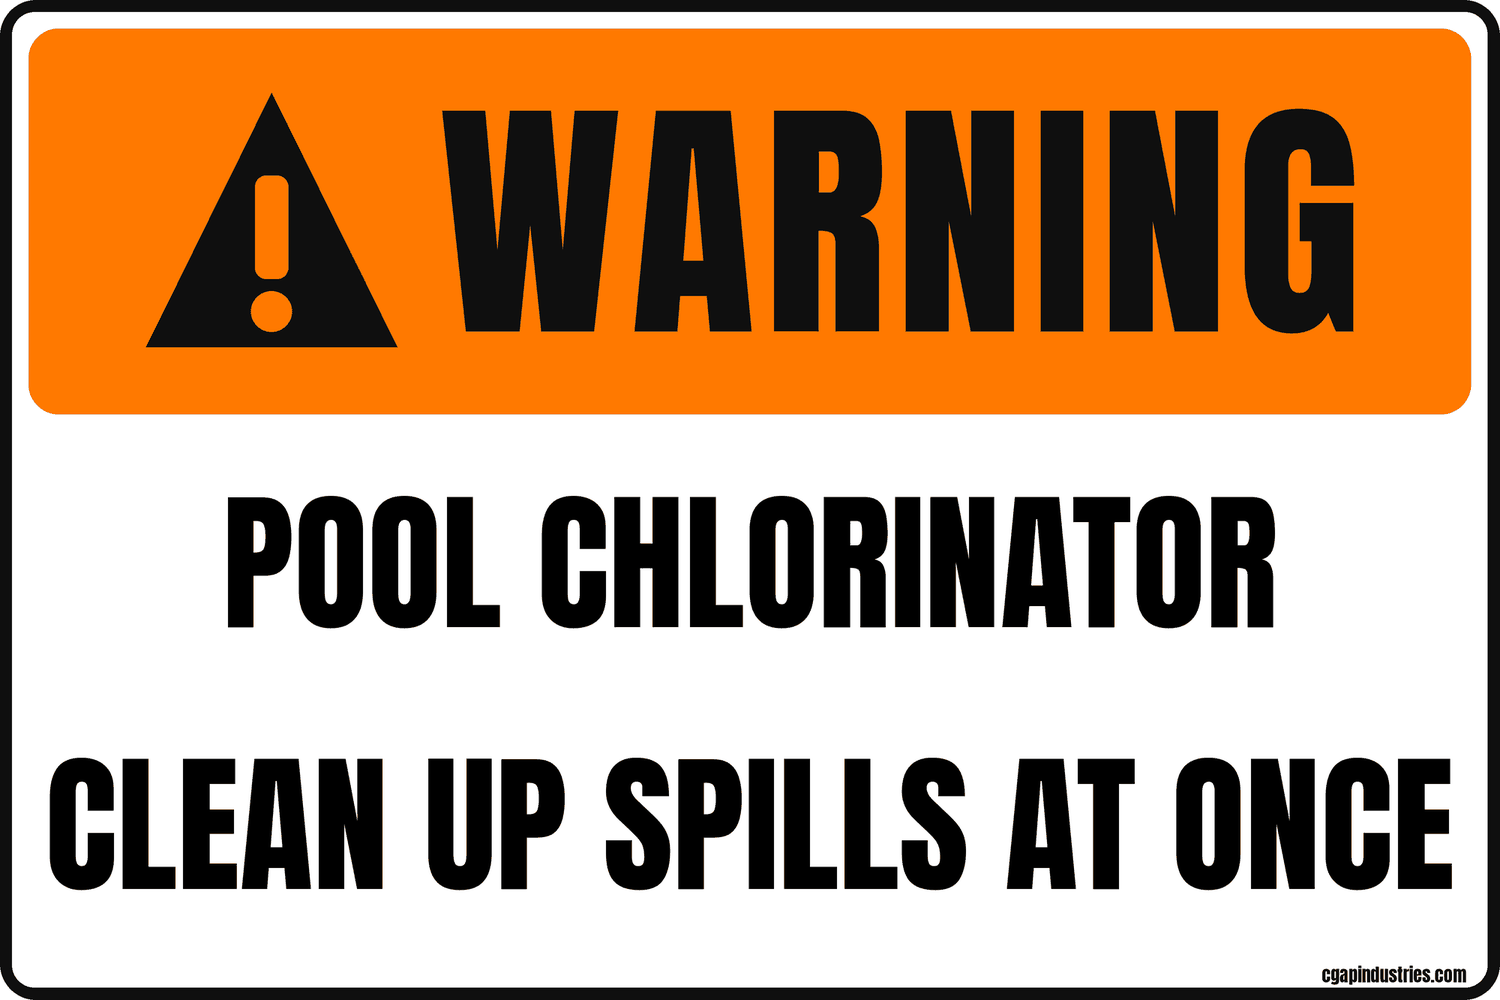 WARNING
POOL CHLORINATOR
CLEAN UP SPILLS AT ONCE
cgapindustries.com